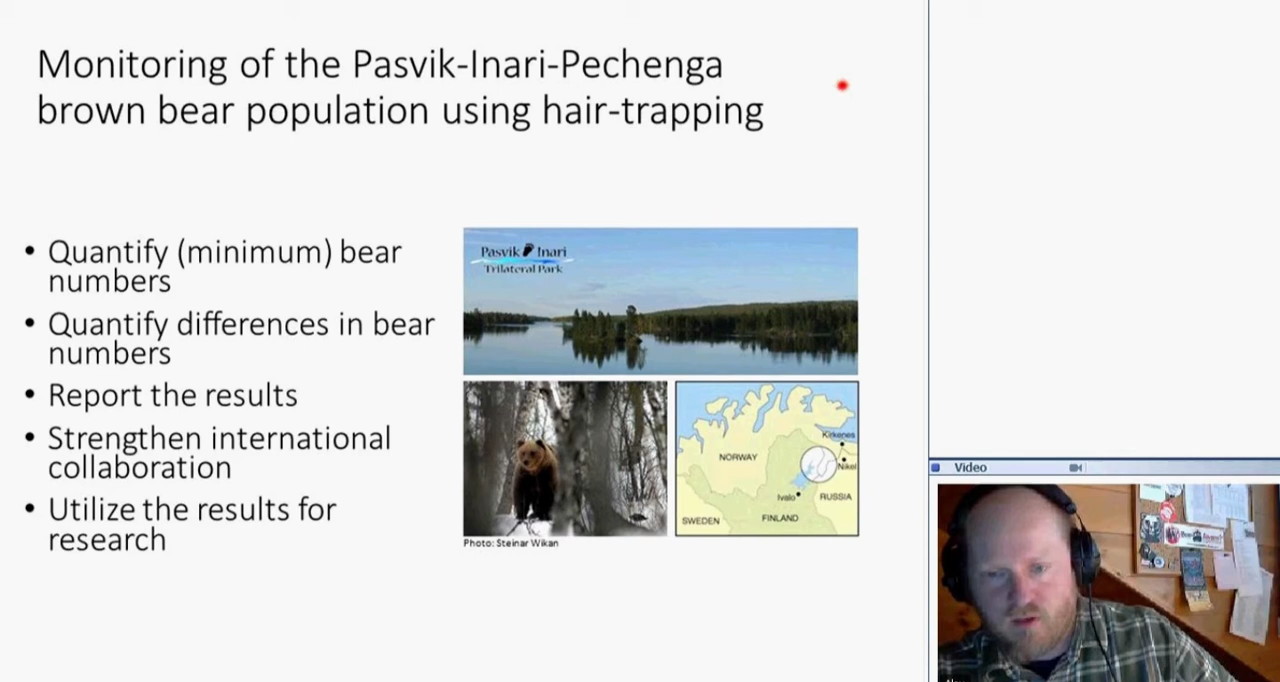 Monitoring of the Pasvik-Inari-Pechenga
brown bear population using hair-trapping
• Quantify (minimum) bear
numbers
• Quantify differences in bear
numbers
• Report the results
• Strengthen international
collaboration
• Utilize the results for
research
Pasvik Inari
Trilateral Park
Photo: Steinar Wikan
Kirkenes
NORWAY
Nikel
Ivalo
RUSSIA
SWEDEN
FINLAND
Video